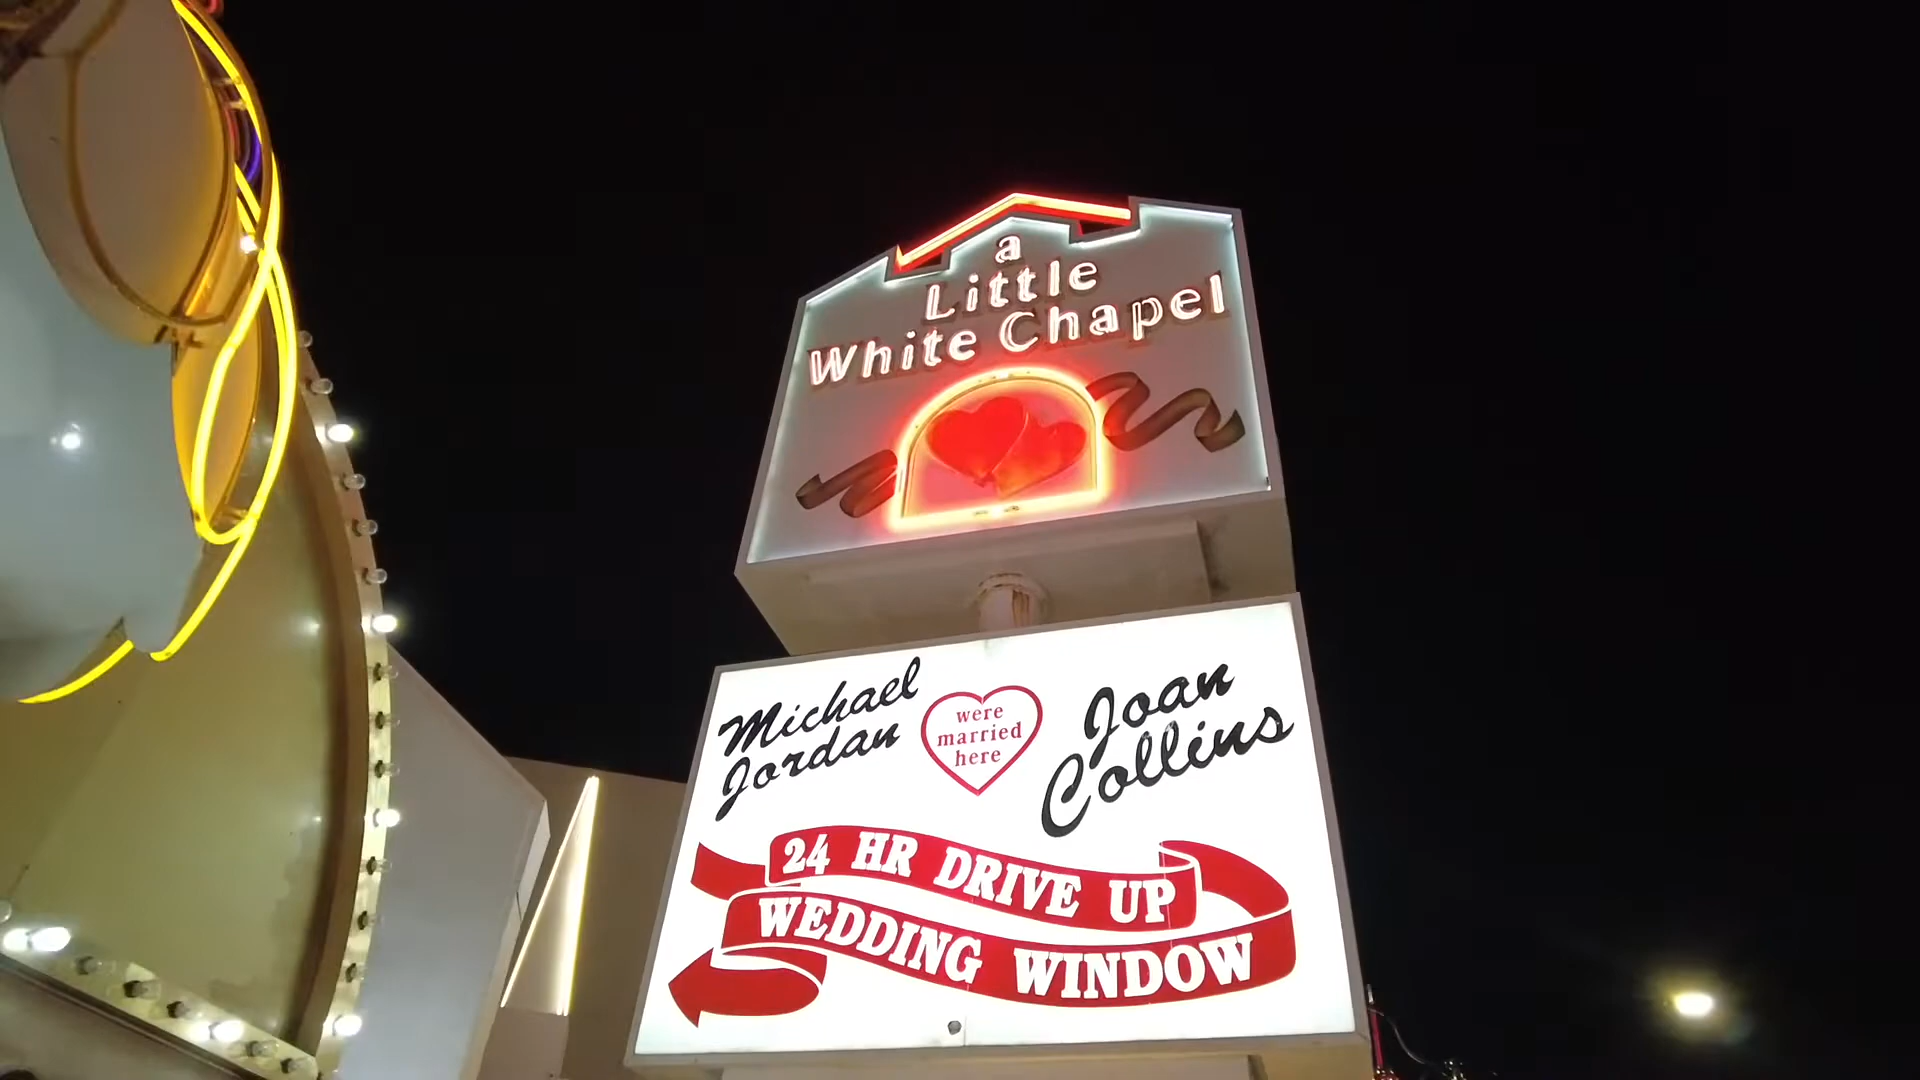 a
Little
White Chapel
Michael
Jordan
were
married
here
Joan
Collins
24 HR DRIVE UP
WEDDING WINDOW